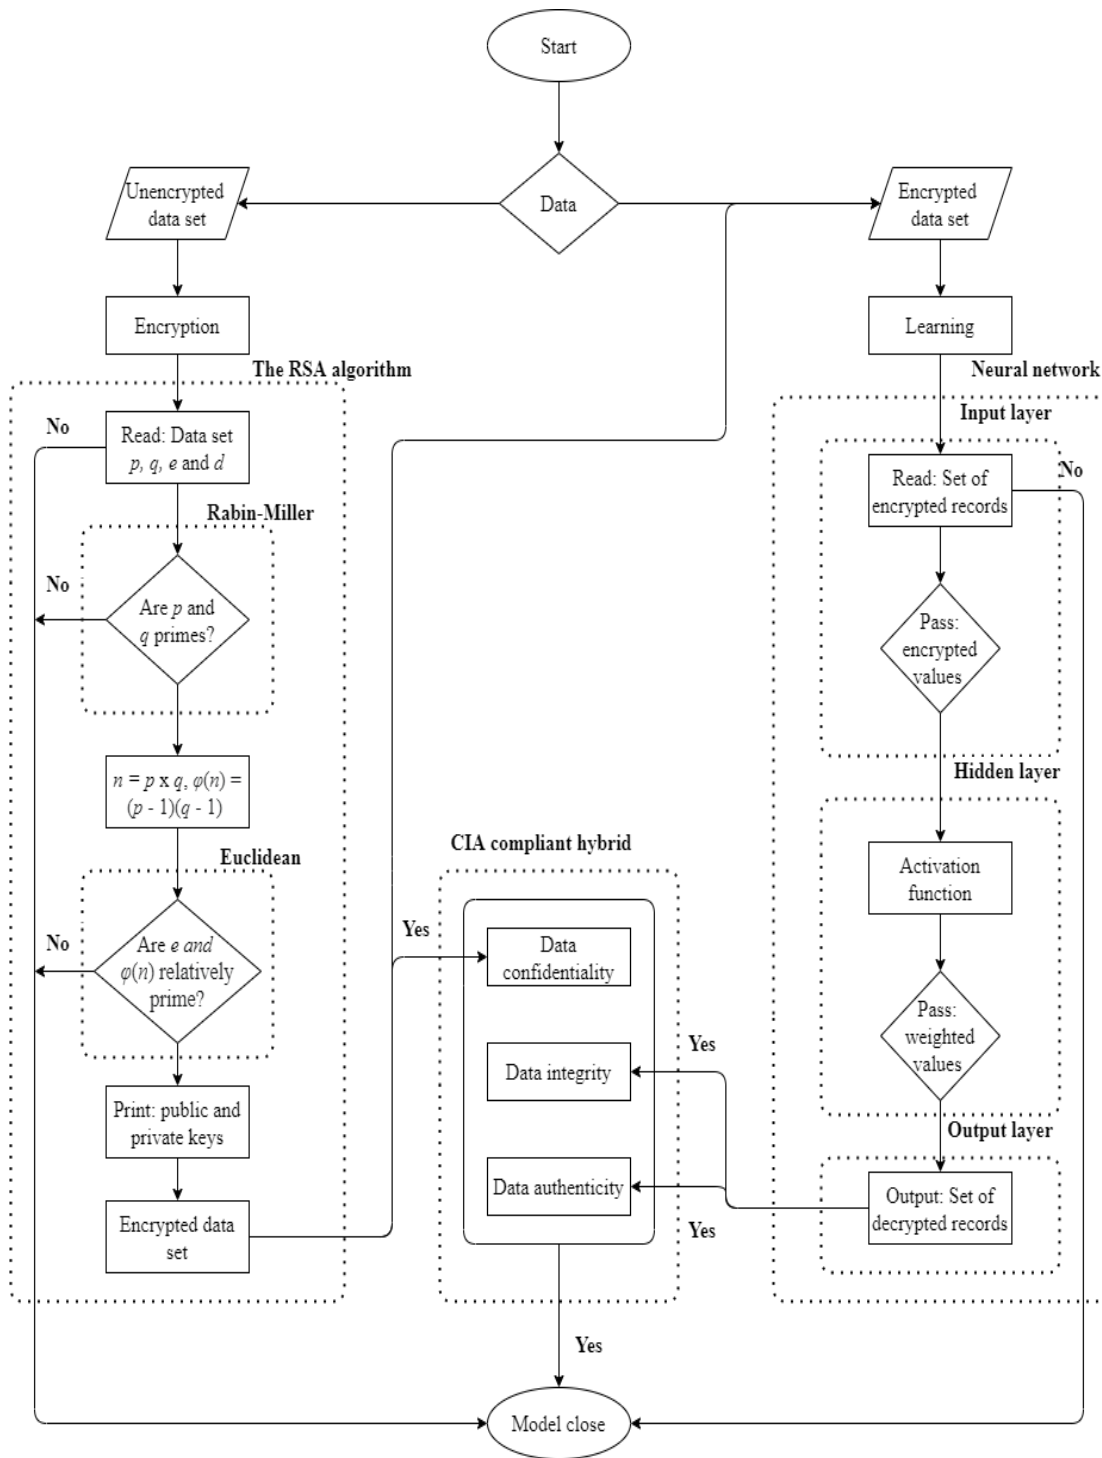 Start
Data
Unencrypted
data set
Encrypted
data set
Encryption
Learning
The RSA algorithm
Neural network
No
Read: Data set
p, q, e and d
Input layer
Read: Set of
encrypted records
No
Rabin-Miller
No
Are p and
q primes?
Pass:
encrypted
values
n = p x q, φ(n) =
(p - 1)(q - 1)
Hidden layer
Euclidean
CIA compliant hybrid
Activation
function
No
Are e and
φ(n) relatively
prime?
Yes
Data
confidentiality
Pass:
weighted
values
Yes
Data integrity
Print: public and
private keys
Output layer
Data authenticity
Yes
Output: Set of
decrypted records
Encrypted data
set
Yes
Model close